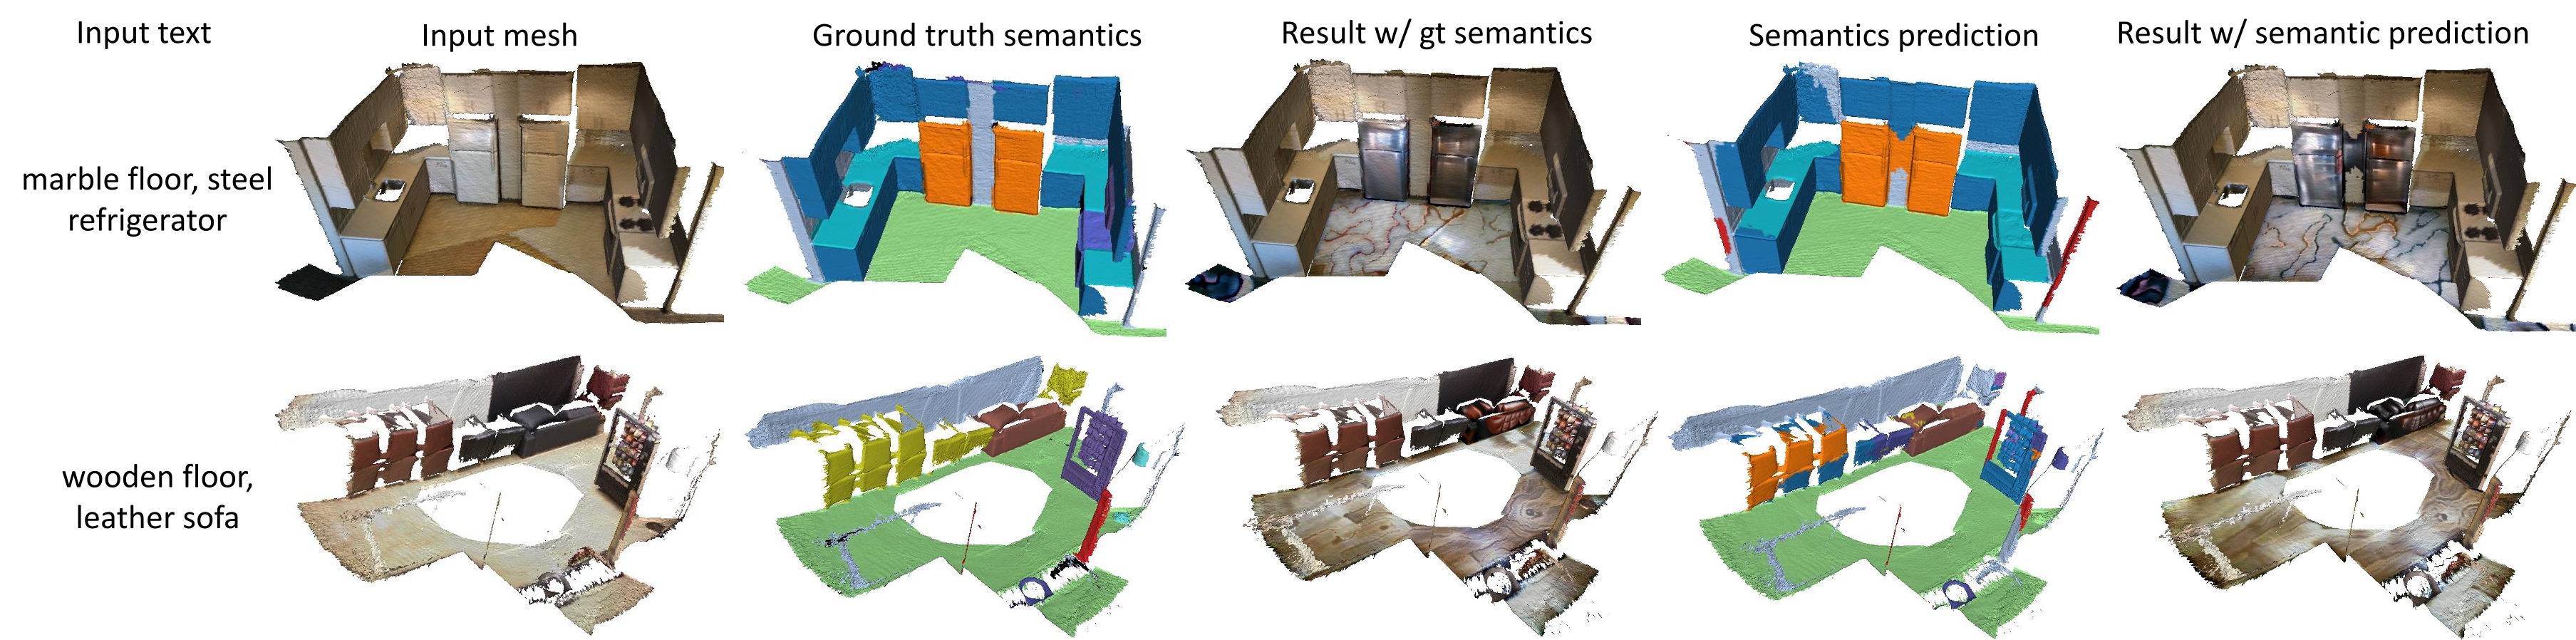 Input text
Input mesh
Ground truth semantics
Result w/ gt semantics
Semantics prediction
Result w/ semantic prediction
marble floor, steel
refrigerator
wooden floor,
leather sofa